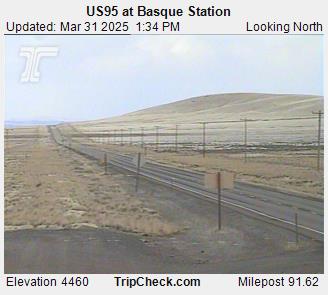 US95 at Basque Station
Updated: Mar 31 2025 1:34 PM Looking North
Elevation 4460 TripCheck.com Milepost 91.62